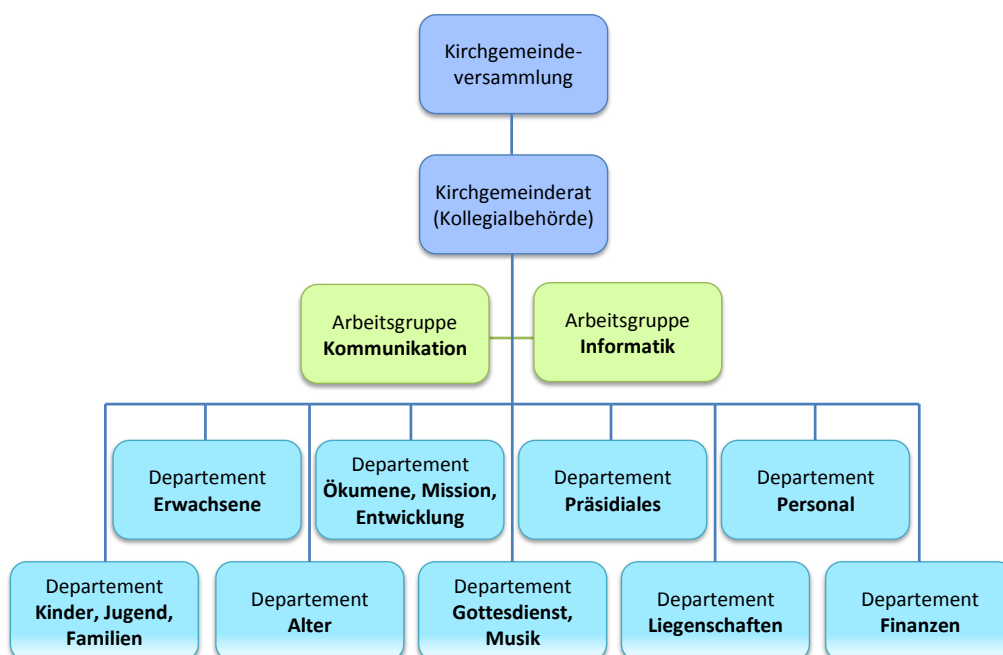 Kirchgemeinde-
versammlung
Kirchgemeinderat
(Kollegialbehörde)
Arbeitsgruppe
Kommunikation
Arbeitsgruppe
Informatik
Departement
Erwachsene
Departement
Ökumene, Mission,
Entwicklung
Departement
Präsidiales
Departement
Personal
Departement
Kinder, Jugend,
Familien
Departement
Alter
Departement
Gottesdienst,
Musik
Departement
Liegenschaften
Departement
Finanzen